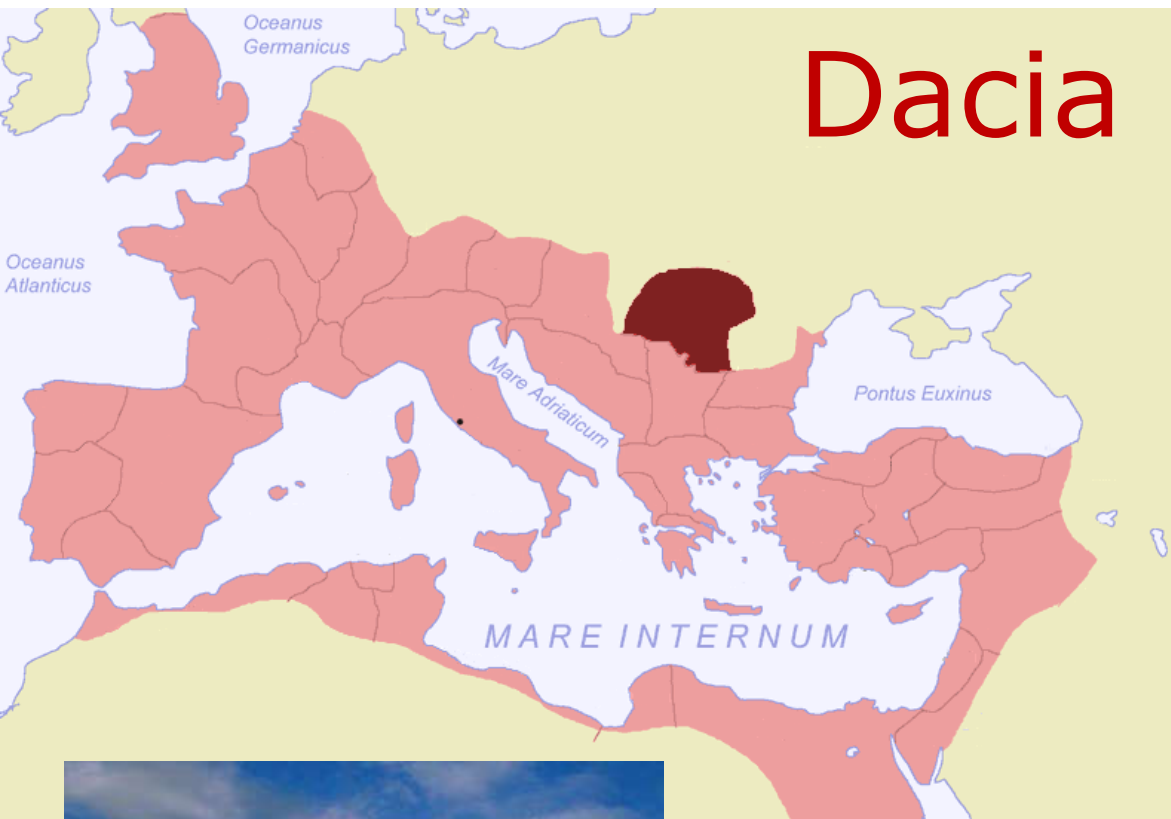 Oceanus
Germanicus
Dacia
Oceanus
Atlanticus
Mare Adriaticum
Pontus Euxinus
MARE INTERNUM